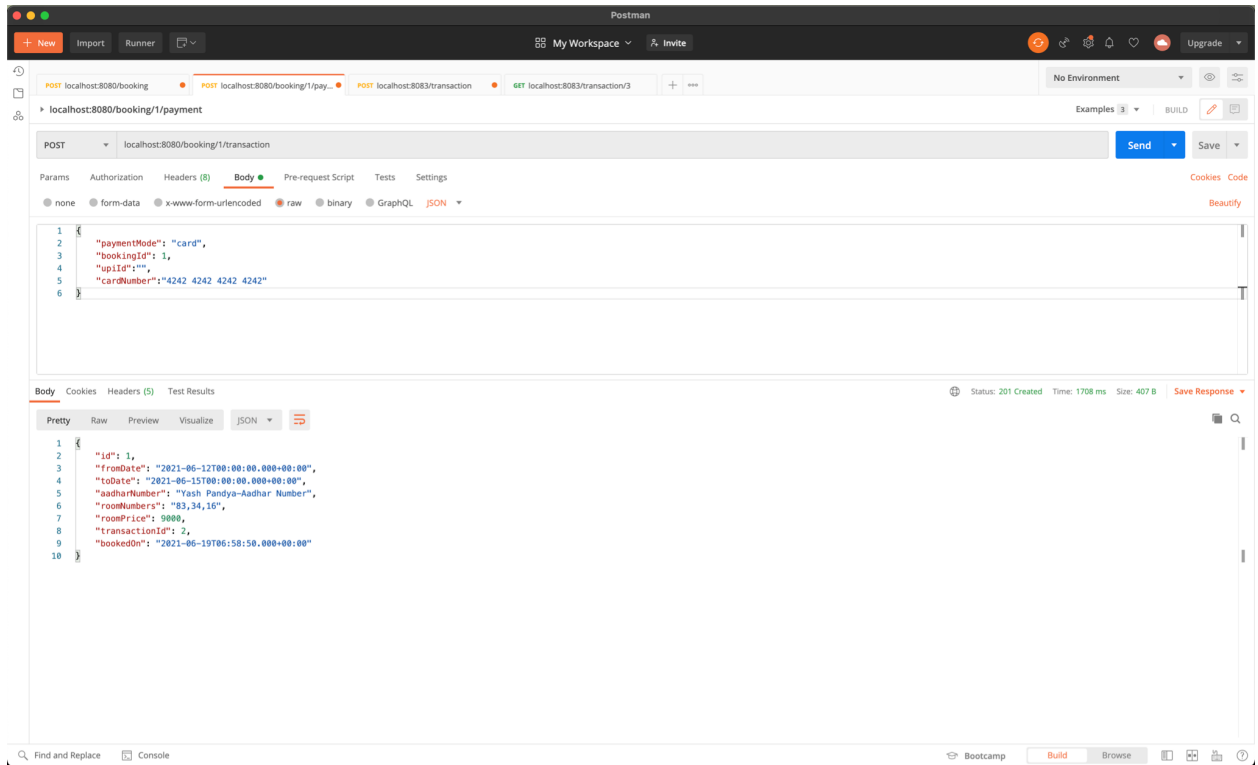 Postman
+ New Import Runner My Workspace Invite Upgrade
POST localhost:8080/booking POST localhost:8080/booking/1/pay... POST localhost:8083/transaction GET localhost:8083/transaction/3 + No Environment
localhost:8080/booking/1/payment Examples 3 BUILD
POST localhost:8080/booking/1/transaction Send Save
Params Authorization Headers (8) Body Pre-request Script Tests Settings Cookies Code
none form-data x-www-form-urlencoded raw binary GraphQL JSON Beautify
1 {
2 "paymentMode": "card",
3 "bookingId": 1,
4 "upiId":"",
5 "cardNumber":"4242 4242 4242 4242"
6 }
Body Cookies Headers (5) Test Results Status: 201 Created Time: 1708 ms Size: 407 B Save Response
Pretty Raw Preview Visualize JSON
1 {
2 "id": 1,
3 "fromDate": "2021-06-12T00:00:00.000+00:00",
4 "toDate": "2021-06-15T00:00:00.000+00:00",
5 "aadharNumber": "Yash Pandya-Aadhar Number",
6 "roomNumbers": "83,34,16",
7 "roomPrice": 9000,
8 "transactionId": 2,
9 "bookedOn": "2021-06-19T06:58:50.000+00:00"
10 }
Find and Replace Console Bootcamp Build Browse